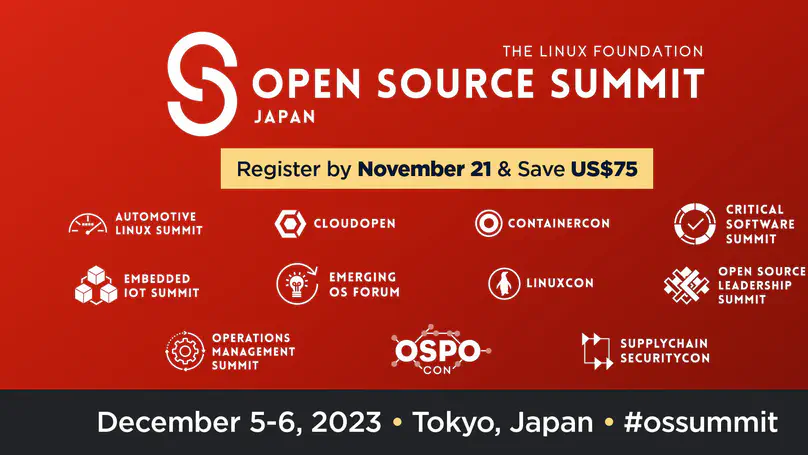 THE LINUX FOUNDATION
OPEN SOURCE SUMMIT
JAPAN
Register by November 21 & Save US$75
AUTOMOTIVE
LINUX SUMMIT
CLOUDOPEN
CONTAINERCON
CRITICAL
SOFTWARE
SUMMIT
EMBEDDED
IOT SUMMIT
EMERGING
OS FORUM
LINUXCON
OPEN SOURCE
LEADERSHIP
SUMMIT
OPERATIONS
MANAGEMENT
SUMMIT
OSPO
CON
SUPPLYCHAIN
SECURITYCON
December 5-6, 2023 • Tokyo, Japan • #ossummit